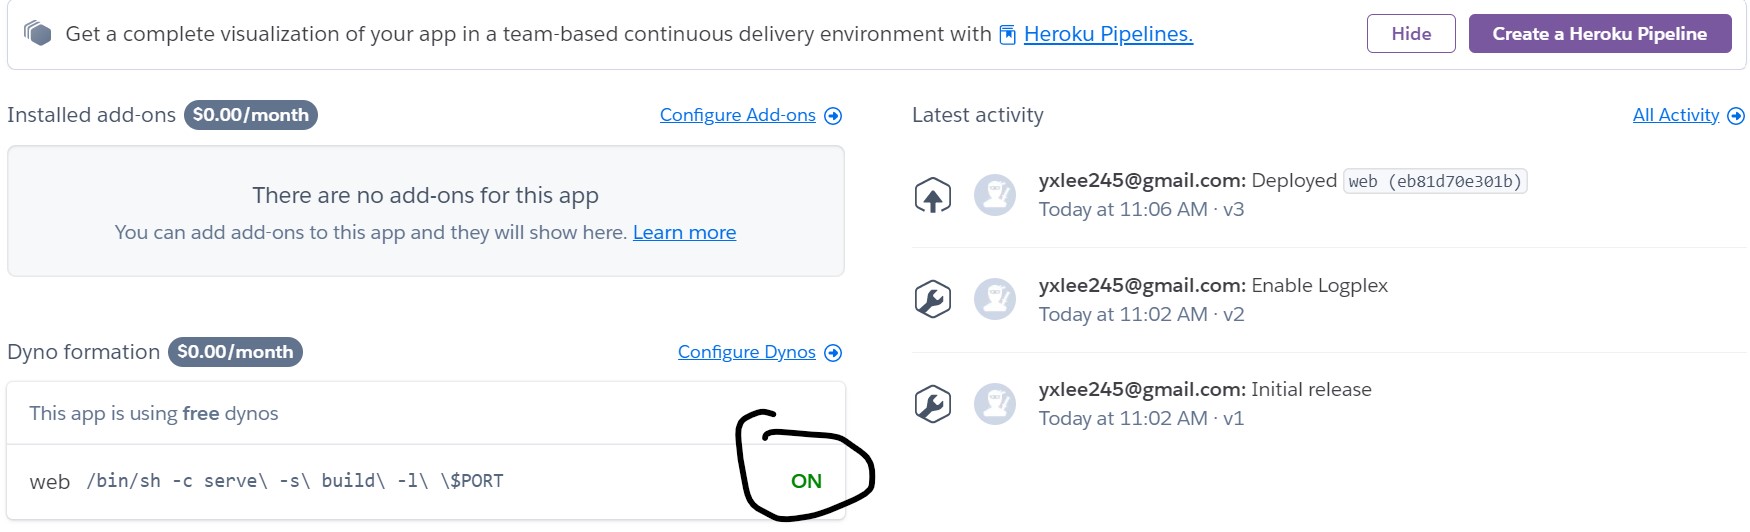 Get a complete visualization of your app in a team-based continuous delivery environment with Heroku Pipelines.
Hide
Create a Heroku Pipeline
Installed add-ons $0.00/month
Configure Add-ons
There are no add-ons for this app
You can add add-ons to this app and they will show here. Learn more
Dyno formation $0.00/month
Configure Dynos
This app is using free dynos
web /bin/sh -c serve\ -s\ build\ -l\ \$PORT
ON
Latest activity
All Activity
yxlee245@gmail.com: Deployed web (eb81d70e301b)
Today at 11:06 AM · v3
yxlee245@gmail.com: Enable Logplex
Today at 11:02 AM · v2
yxlee245@gmail.com: Initial release
Today at 11:02 AM · v1